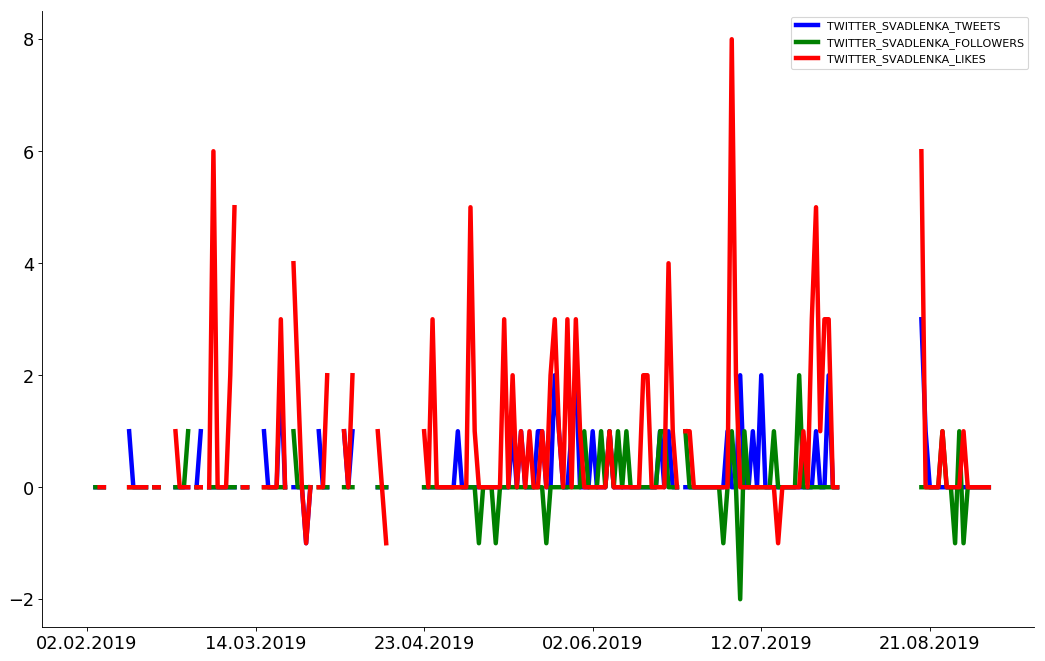 TWITTER_SVADLENKA_TWEETS
TWITTER_SVADLENKA_FOLLOWERS
TWITTER_SVADLENKA_LIKES
8
6
4
2
0
−2
02.02.2019 14.03.2019 23.04.2019 02.06.2019 12.07.2019 21.08.2019